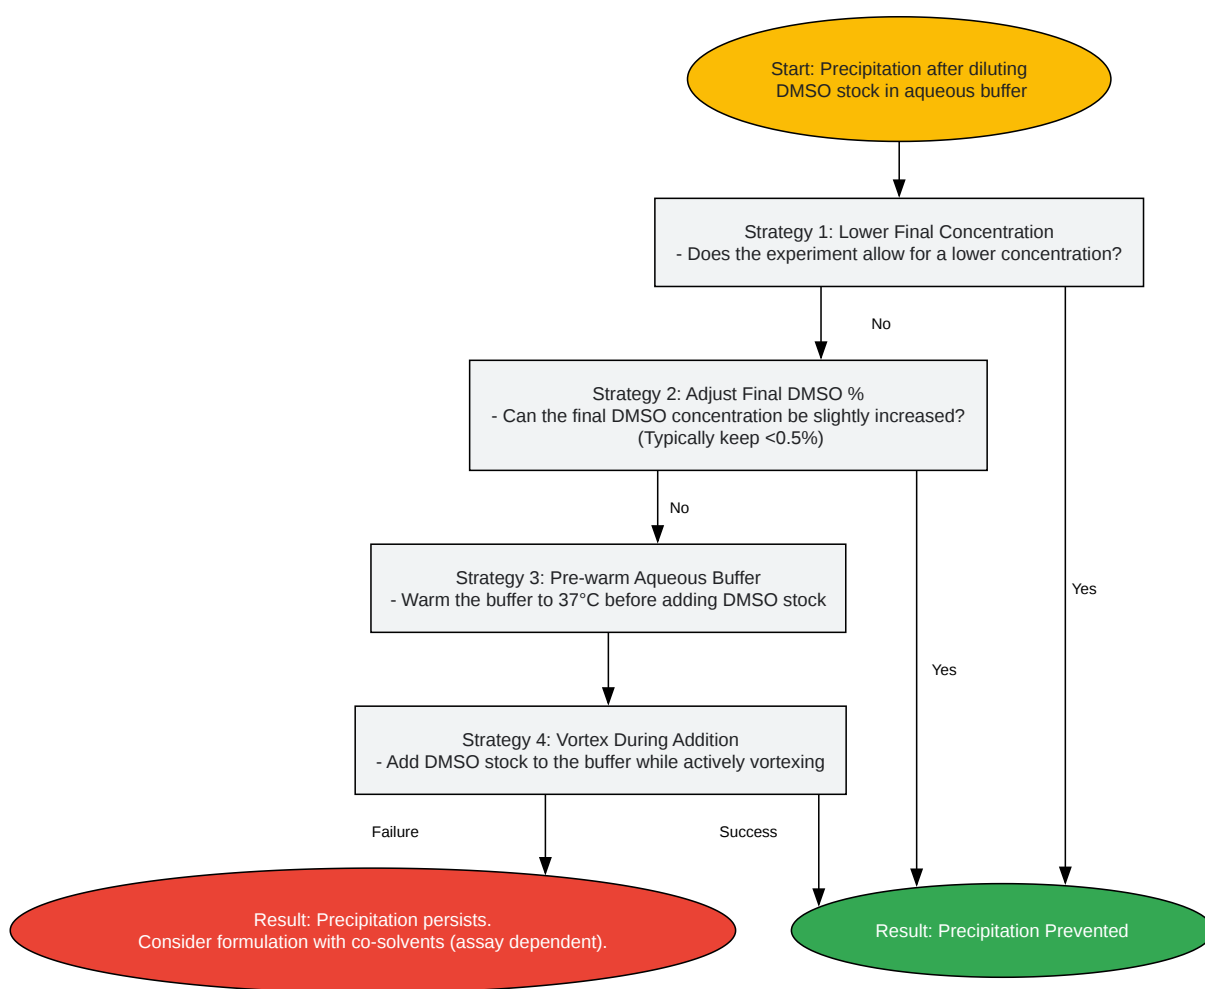 Start: Precipitation after diluting
DMSO stock in aqueous buffer
Strategy 1: Lower Final Concentration
- Does the experiment allow for a lower concentration?
No
Strategy 2: Adjust Final DMSO %
- Can the final DMSO concentration be slightly increased?
(Typically keep <0.5%)
No
Strategy 3: Pre-warm Aqueous Buffer
- Warm the buffer to 37°C before adding DMSO stock
Yes
Yes
Strategy 4: Vortex During Addition
- Add DMSO stock to the buffer while actively vortexing
Failure
Success
Result: Precipitation persists.
Consider formulation with co-solvents (assay dependent).
Result: Precipitation Prevented